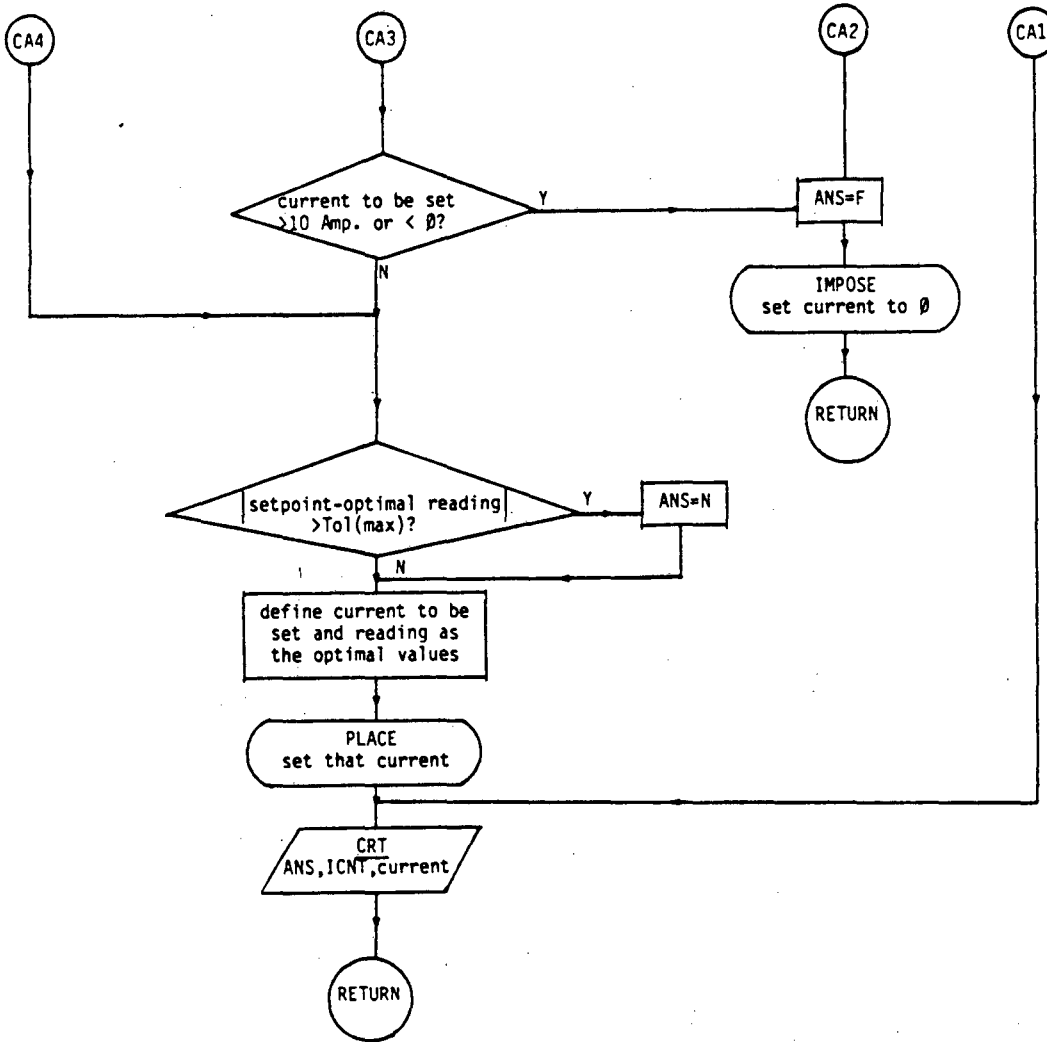 CA4
CA3
CA2
CA1
current to be set
>10 Amp. or < Ø?
Y
N
ANS=F
IMPOSE
set current to Ø
RETURN
|setpoint-optimal reading|
>Tol(max)?
Y
N
ANS=N
define current to be
set and reading as
the optimal values
PLACE
set that current
CRT
ANS,ICNT,current
RETURN